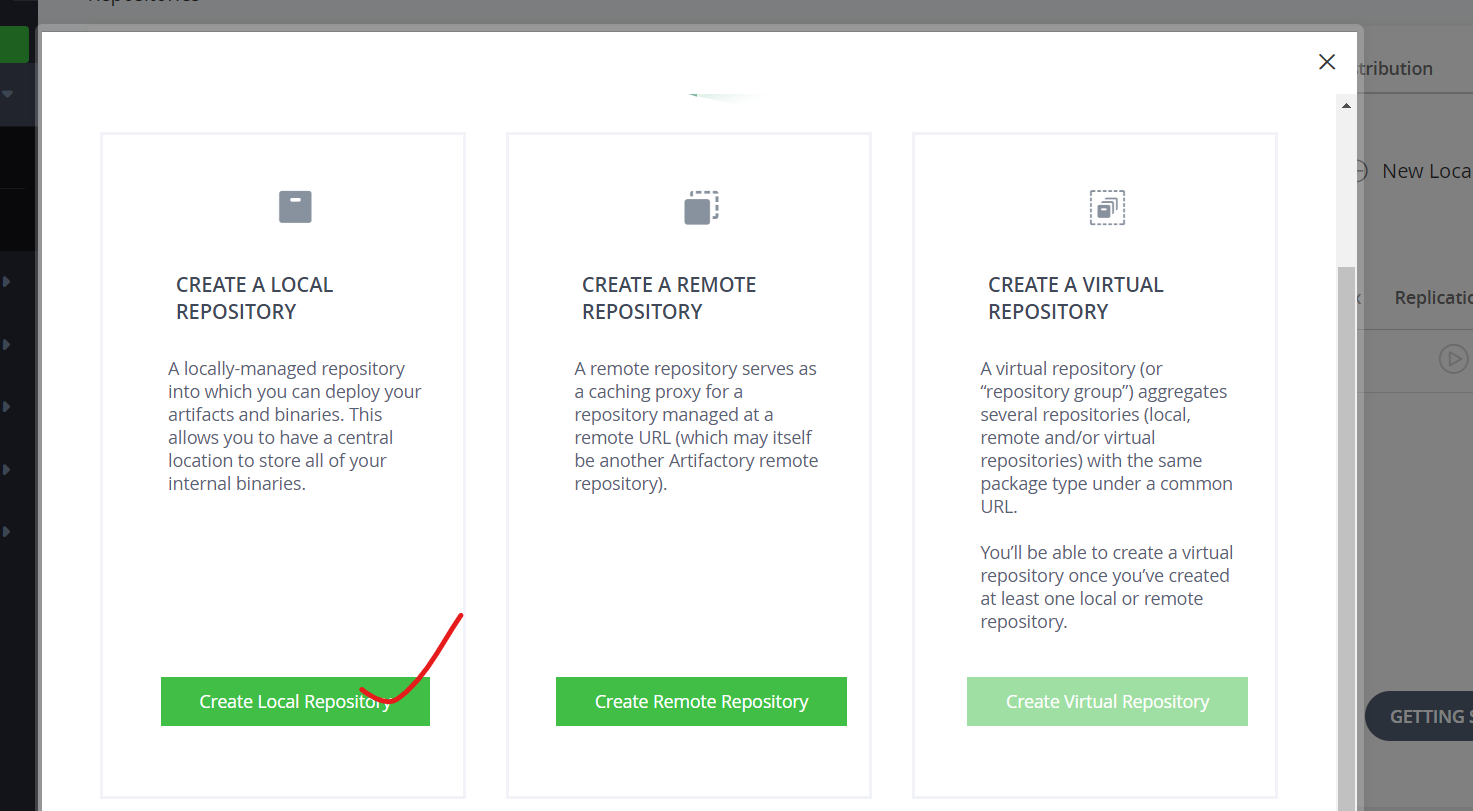 stribution
New Loca
CREATE A LOCAL
REPOSITORY
A locally-managed repository
into which you can deploy your
artifacts and binaries. This
allows you to have a central
location to store all of your
internal binaries.
Create Local Repository
CREATE A REMOTE
REPOSITORY
A remote repository serves as
a caching proxy for a
repository managed at a
remote URL (which may itself
be another Artifactory remote
repository).
Create Remote Repository
CREATE A VIRTUAL
REPOSITORY
A virtual repository (or
“repository group”) aggregates
several repositories (local,
remote and/or virtual
repositories) with the same
package type under a common
URL.
You’ll be able to create a virtual
repository once you’ve created
at least one local or remote
repository.
Create Virtual Repository
Replicatio
GETTING S